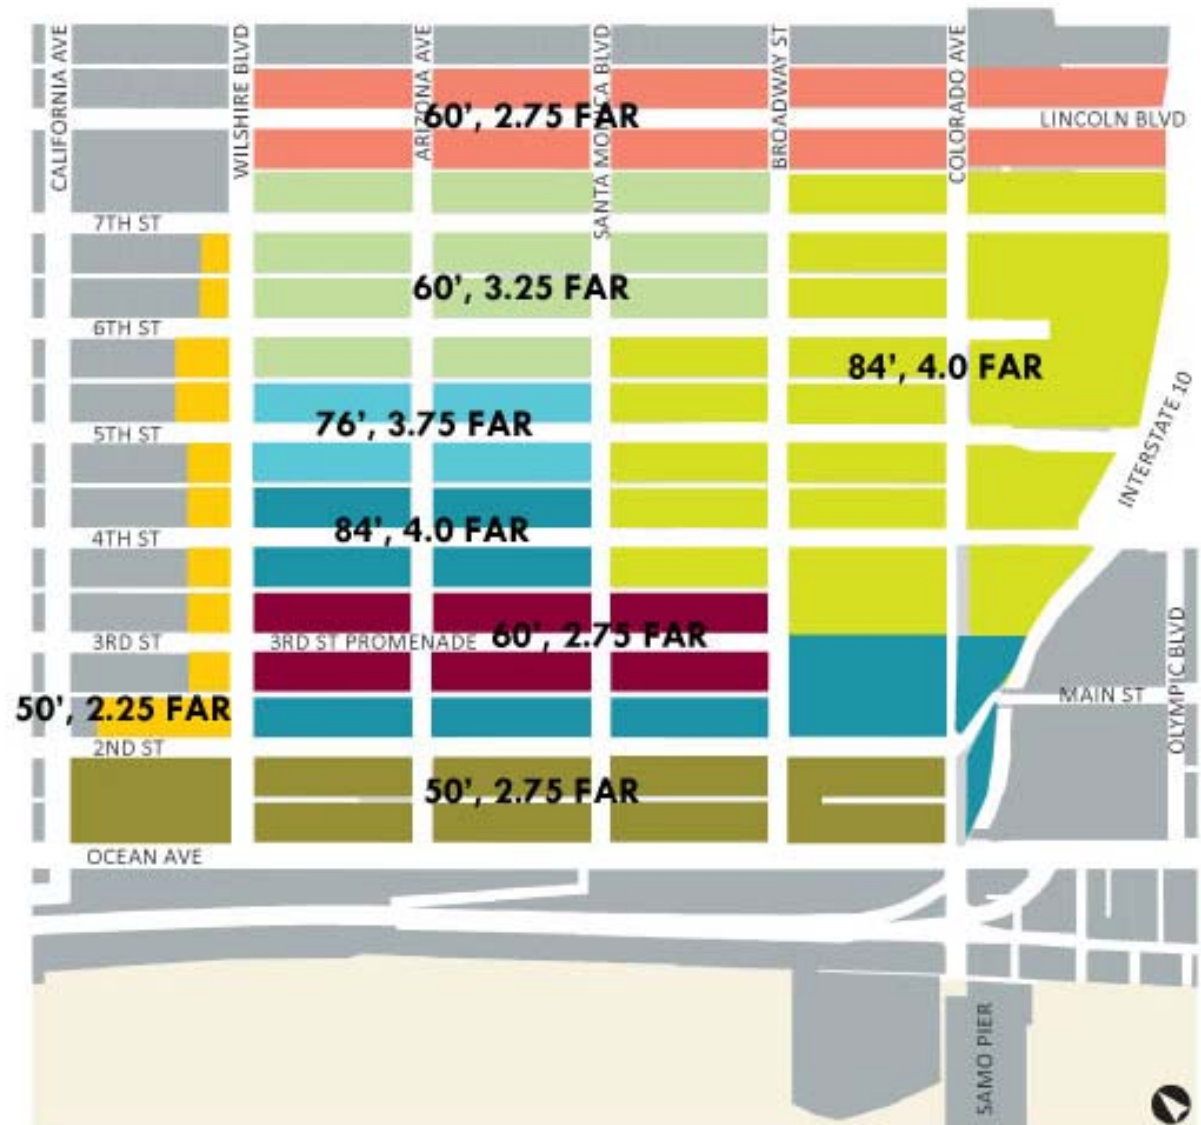 CALIFORNIA AVE
WILSHIRE BLVD
ARIZONA AVE
SANTA MONICA BLVD
BROADWAY ST
COLORADO AVE
60’, 2.75 FAR
LINCOLN BLVD
7TH ST
60’, 3.25 FAR
6TH ST
84’, 4.0 FAR
76’, 3.75 FAR
5TH ST
INTERSTATE 10
84’, 4.0 FAR
4TH ST
3RD ST
3RD ST PROMENADE
60’, 2.75 FAR
OLYMPIC BLVD
MAIN ST
50’, 2.25 FAR
2ND ST
50’, 2.75 FAR
OCEAN AVE
SAMO PIER